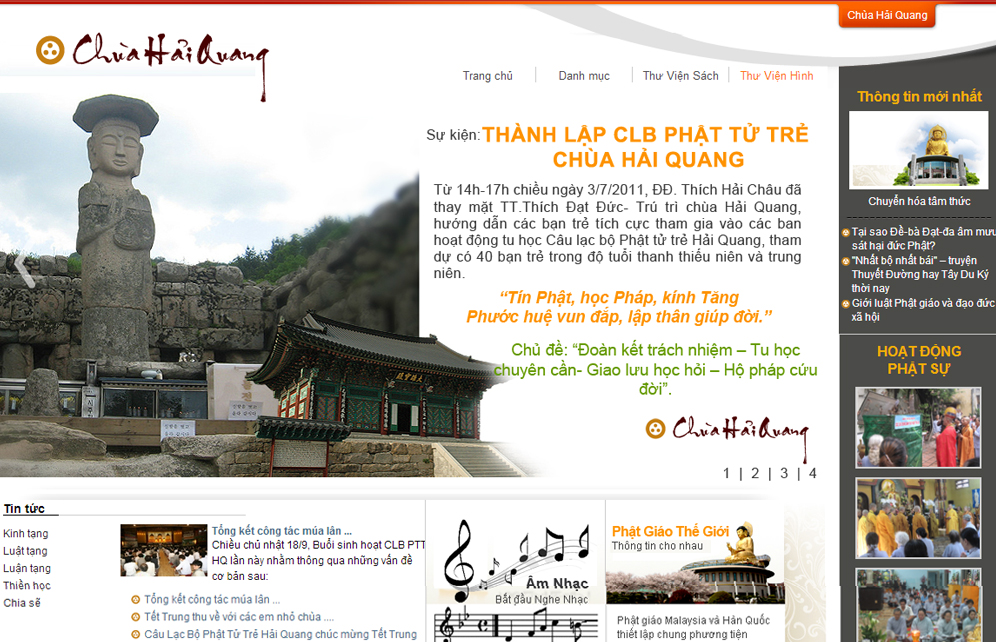 Chùa Hải Quang
Chùa Hải Quang
Trang chủ
Danh mục
Thư Viện Sách
Thư Viện Hình
Sự kiện: THÀNH LẬP CLB PHẬT TỬ TRẺ
CHÙA HẢI QUANG
Từ 14h-17h chiều ngày 3/7/2011, ĐĐ. Thích Hải Châu đã
thay mặt TT.Thích Đạt Đức- Trú trì chùa Hải Quang,
hướng dẫn các bạn trẻ tích cực tham gia vào các ban
hoạt động tu học Câu lạc bộ Phật tử trẻ Hải Quang, tham
dự có 40 bạn trẻ trong độ tuổi thanh thiếu niên và trung
niên.
“Tín Phật, học Pháp, kính Tăng
Phước huệ vun đắp, lập thân giúp đời.”
Chủ đề: “Đoàn kết trách nhiệm – Tu học
chuyên cần- Giao lưu học hỏi – Hộ pháp cứu
đời”.
Chùa Hải Quang
1 | 2 | 3 | 4
Thông tin mới nhất
Chuyển hóa tâm thức
Tại sao Đề-bà Đạt-đa âm mưu
sát hại đức Phật?
"Nhất bộ nhất bái" – truyện
Thuyết Đường hay Tây Du Ký
thời nay
Giới luật Phật giáo và đạo đức
xã hội
HOẠT ĐỘNG
PHẬT SỰ
Tin tức
Kinh tạng
Luật tạng
Luận tạng
Thiền học
Chia sẽ
Tổng kết công tác múa lân ...
Chiều chủ nhật 18/9, Buổi sinh hoạt CLB PTT
HQ lần này nhằm thông qua những vấn đề
cơ bản sau:
Tổng kết công tác múa lân ...
Tết Trung thu về với các em nhỏ chùa ....
Câu Lạc Bộ Phật Tử Trẻ Hải Quang chúc mừng Tết Trung
Âm Nhạc
Bắt đầu Nghe Nhạc
Phật Giáo Thế Giới
Thông tin cho nhau
Phật giáo Malaysia và Hàn Quốc
thiết lập chung phương tiện